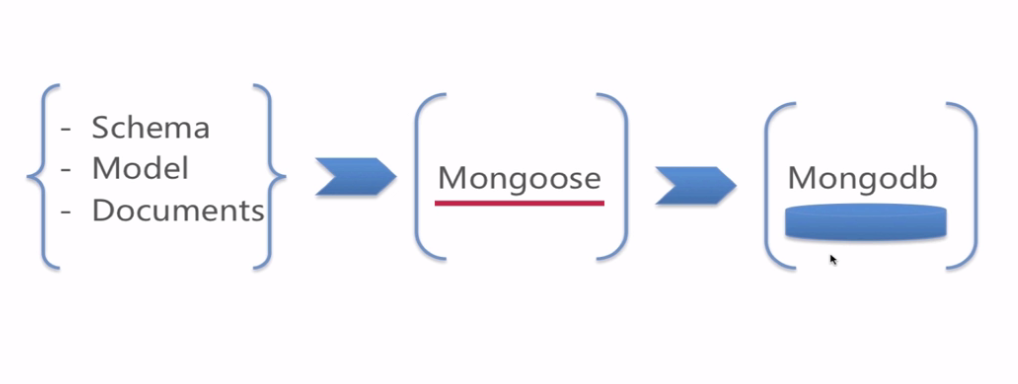 - Schema
- Model
- Documents
Mongoose
Mongodb